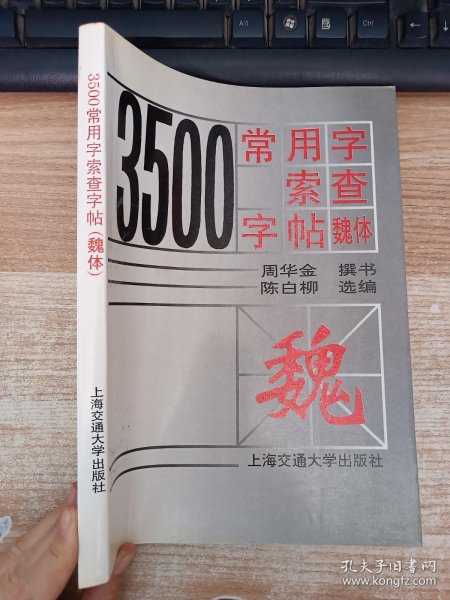 3500常用字索查字帖(魏体)
上海交通大学出版社
3500
常用字
索查
字帖 魏体
周华金 撰书
陈白柳 选编
魏
上海交通大学出版社
Alt
Ctrl
孔夫子旧书网
www.kongfz.com